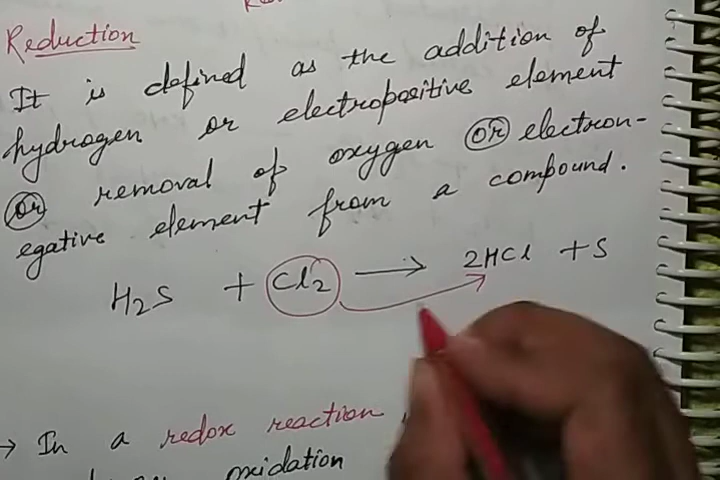 Reduction
It is defined as the addition of
hydrogen or electropositive element
or removal of oxygen or electron-
egative element from a compound.
H₂S + Cl₂ → 2HCl + S
→ In a redox reaction
oxidation